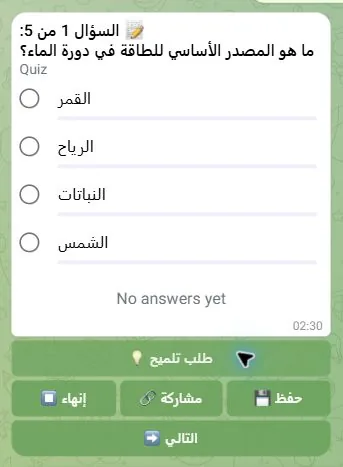 📝 السؤال 1 من 5:
ما هو المصدر الأساسي للطاقة في دورة الماء؟
Quiz
القمر
الرياح
النباتات
الشمس
No answers yet
02:30
طلب تلميح 💡
حفظ 💾
مشاركة 🔗
إنهاء ⏹️
التالي ➡️